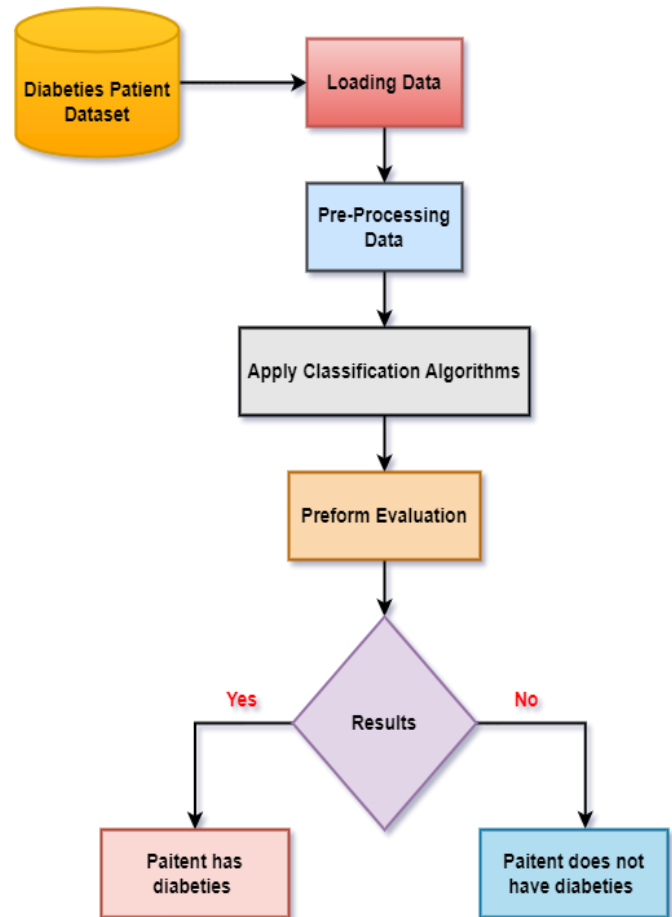 Diabeties Patient
Dataset
Loading Data
Pre-Processing
Data
Apply Classification Algorithms
Preform Evaluation
Yes
Results
No
Paitent has
diabeties
Paitent does not
have diabeties